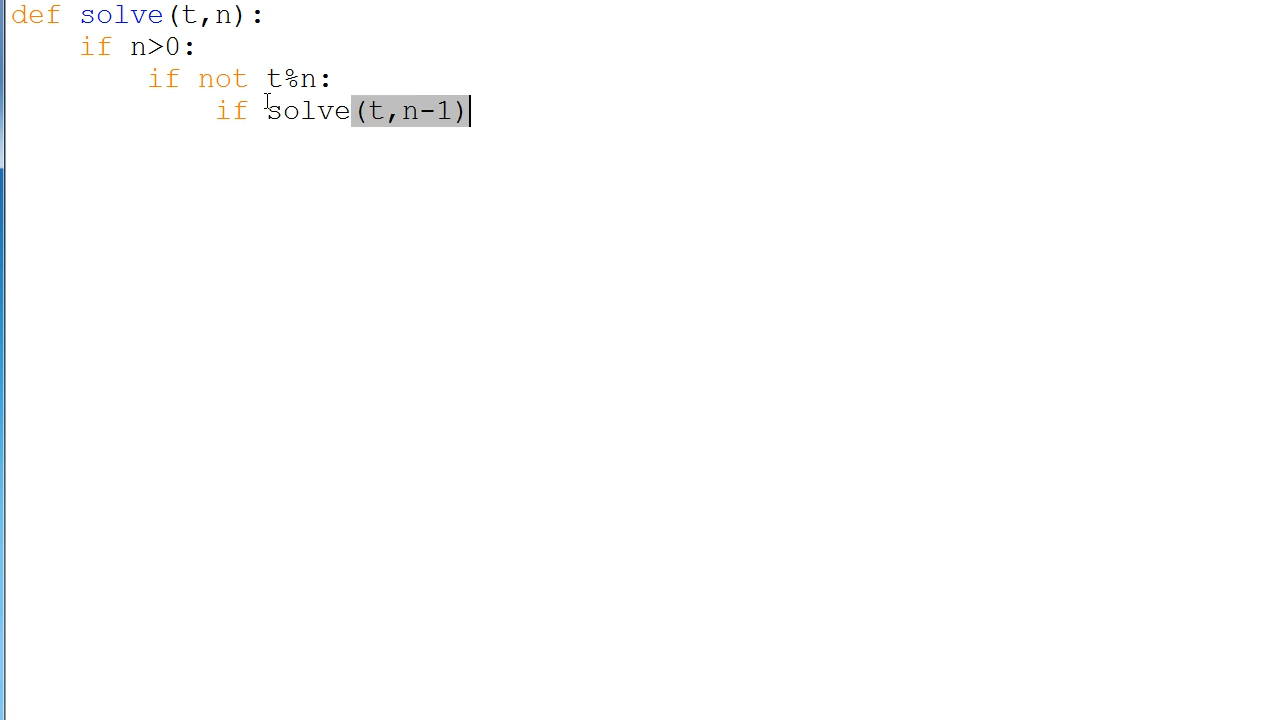 def solve(t,n):
    if n>0:
        if not t%n:
            if solve(t,n-1)